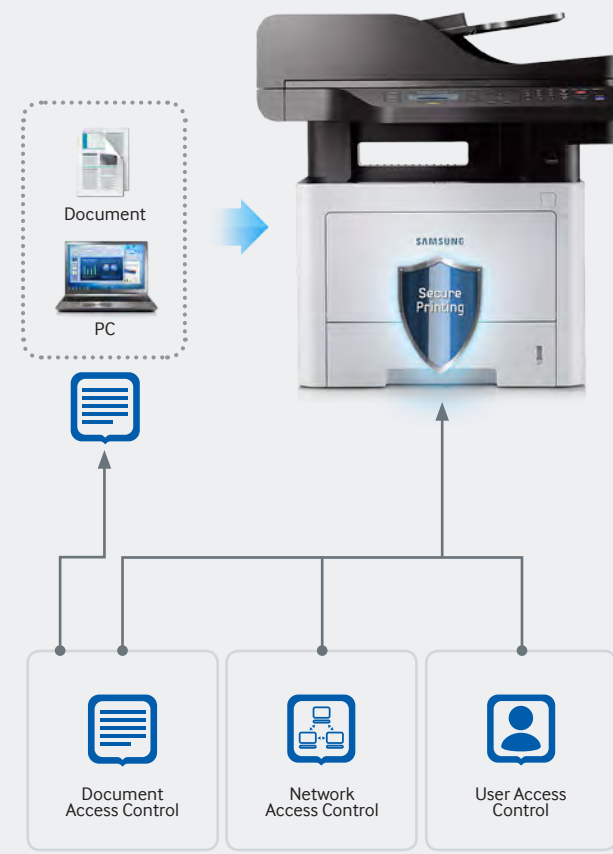 Document
PC
SAMSUNG
Secure
Printing
Document
Access Control
Network
Access Control
User Access
Control